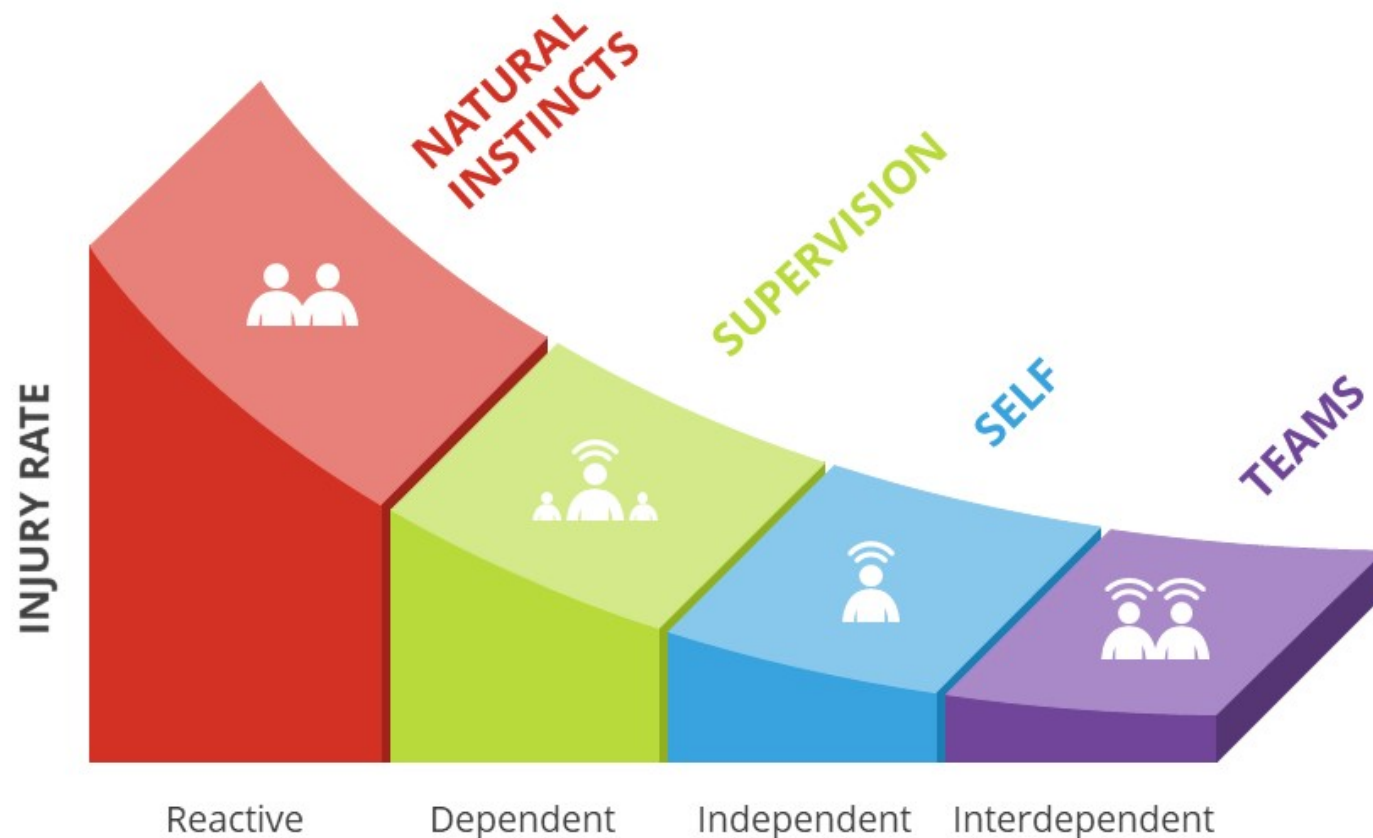 NATURAL
INSTINCTS
SUPERVISION
SELF
TEAMS
INJURY RATE
Reactive
Dependent
Independent
Interdependent